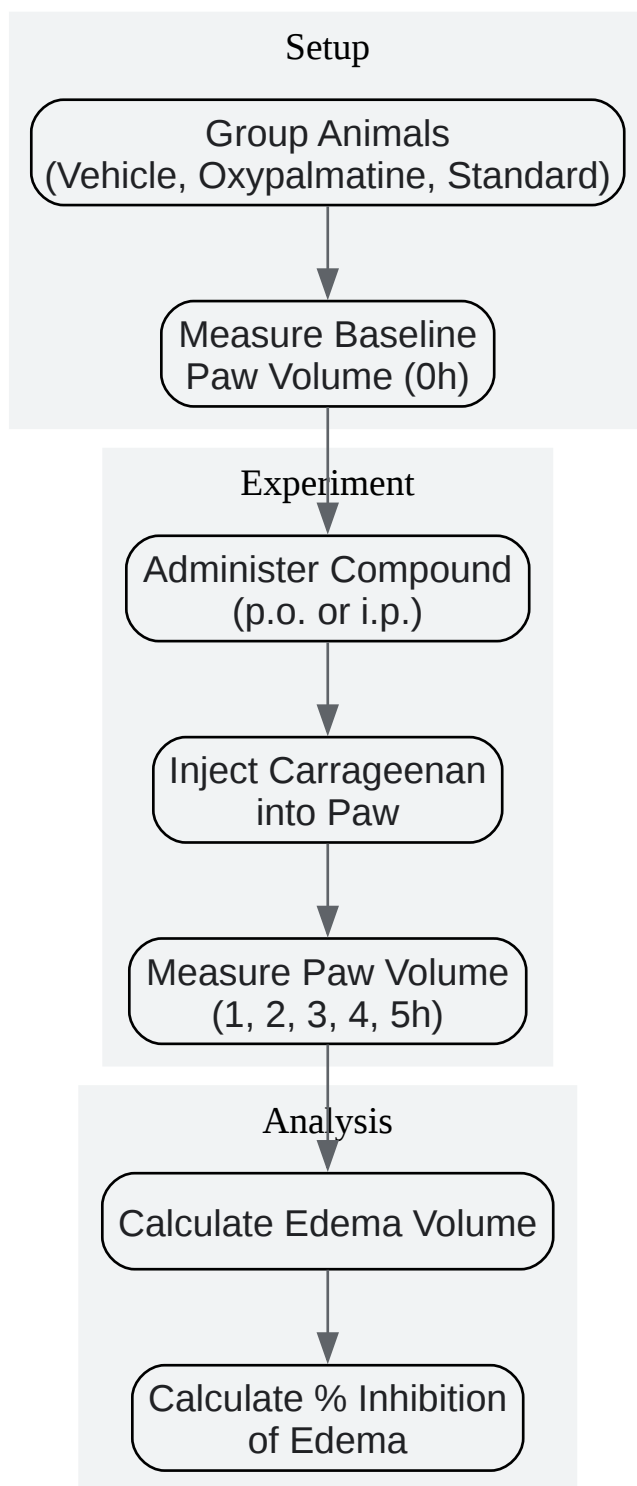 Setup
Group Animals
(Vehicle, Oxypalmatine, Standard)
Measure Baseline
Paw Volume (0h)
Experiment
Administer Compound
(p.o. or i.p.)
Inject Carrageenan
into Paw
Measure Paw Volume
(1, 2, 3, 4, 5h)
Analysis
Calculate Edema Volume
Calculate % Inhibition
of Edema